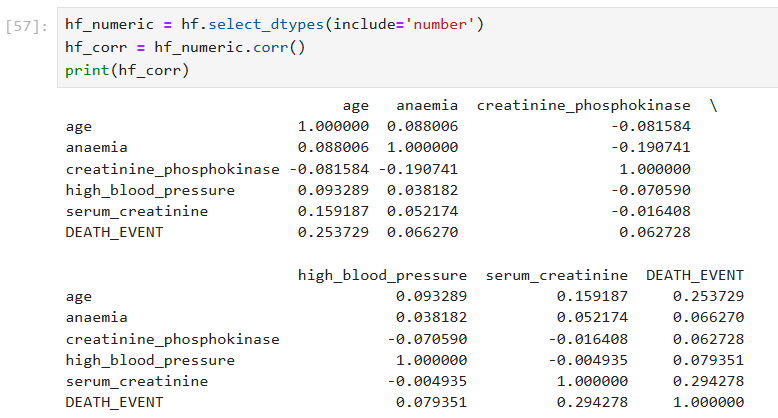 [57]: hf_numeric = hf.select_dtypes(include='number')
hf_corr = hf_numeric.corr()
print(hf_corr)
age anaemia creatinine_phosphokinase \
age 1.000000 0.088006 -0.081584
anaemia 0.088006 1.000000 -0.190741
creatinine_phosphokinase -0.081584 -0.190741 1.000000
high_blood_pressure 0.093289 0.038182 -0.070590
serum_creatinine 0.159187 0.052174 -0.016408
DEATH_EVENT 0.253729 0.066270 0.062728
high_blood_pressure serum_creatinine DEATH_EVENT
age 0.093289 0.159187 0.253729
anaemia 0.038182 0.052174 0.066270
creatinine_phosphokinase -0.070590 -0.016408 0.062728
high_blood_pressure 1.000000 -0.004935 0.079351
serum_creatinine -0.004935 1.000000 0.294278
DEATH_EVENT 0.079351 0.294278 1.000000